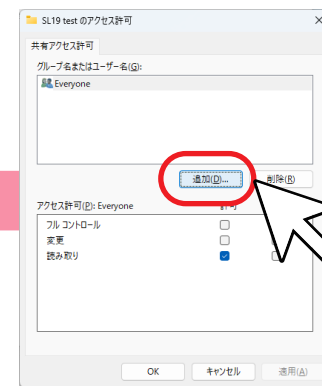 SL19 test のアクセス許可
共有アクセス許可
グループ名またはユーザー名(G):
Everyone
追加(D)... 削除(R)
アクセス許可(P): Everyone
フル コントロール
変更
読み取り
OK キャンセル 適用(A)